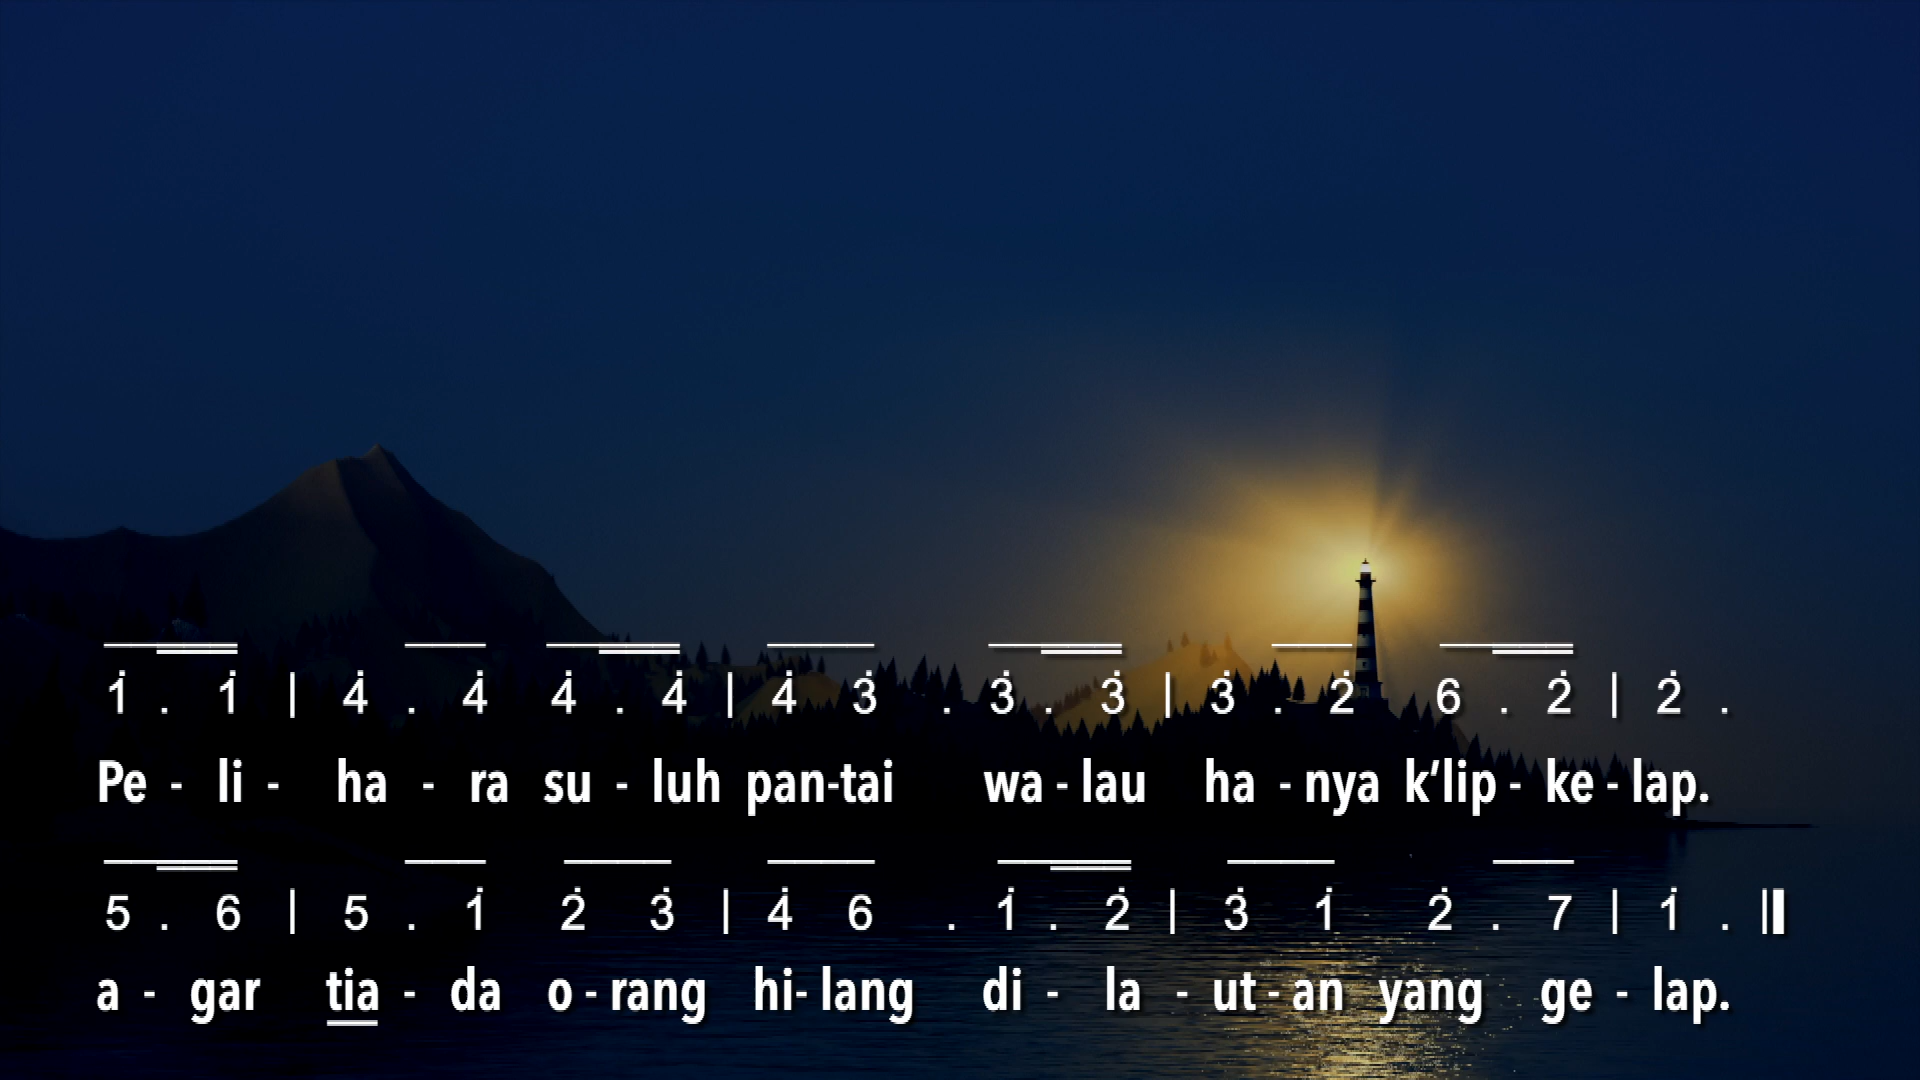 1̇ . 1̇ | 4̇ . 4̇ 4̇ . 4̇ | 4̇ 3̇ . 3̇ . 3̇ | 3̇ . 2̇ 6 . 2̇ | 2̇ .
Pe - li - ha - ra su - luh pan-tai wa - lau ha - nya k’lip - ke - lap.
5 . 6 | 5 . 1̇ 2̇ 3̇ | 4̇ 6 . 1̇ . 2̇ | 3̇ 1̇ 2̇ . 7 | 1̇ . ||
a - gar tia - da o - rang hi- lang di - la - ut - an yang ge - lap.